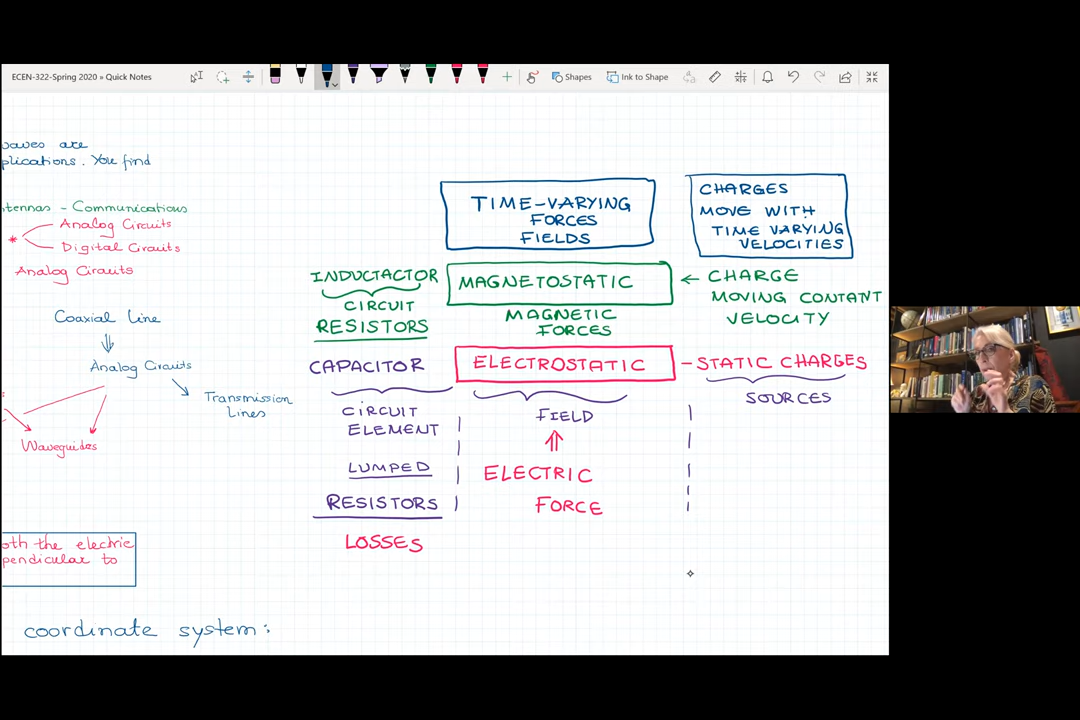 ECEN-322-Spring 2020 » Quick Notes
Shapes
Ink to Shape
waves are
plications. You find
tennas - Communications
* Analog Circuits
Digital Circuits
Analog Circuits
Coaxial Line
Analog Circuits
Transmission
Lines
Waveguides
oth the electric
pendicular to
coordinate system:
TIME-VARYING
FORCES
FIELDS
CHARGES
MOVE WITH
TIME VARYING
VELOCITIES
INDUCTACTOR
CIRCUIT
RESISTORS
MAGNETOSTATIC
MAGNETIC
FORCES
← CHARGE
MOVING CONTANT
VELOCITY
CAPACITOR
ELECTROSTATIC
- STATIC CHARGES
CIRCUIT
ELEMENT
LUMPED
RESISTORS
LOSSES
FIELD
ELECTRIC
FORCE
SOURCES